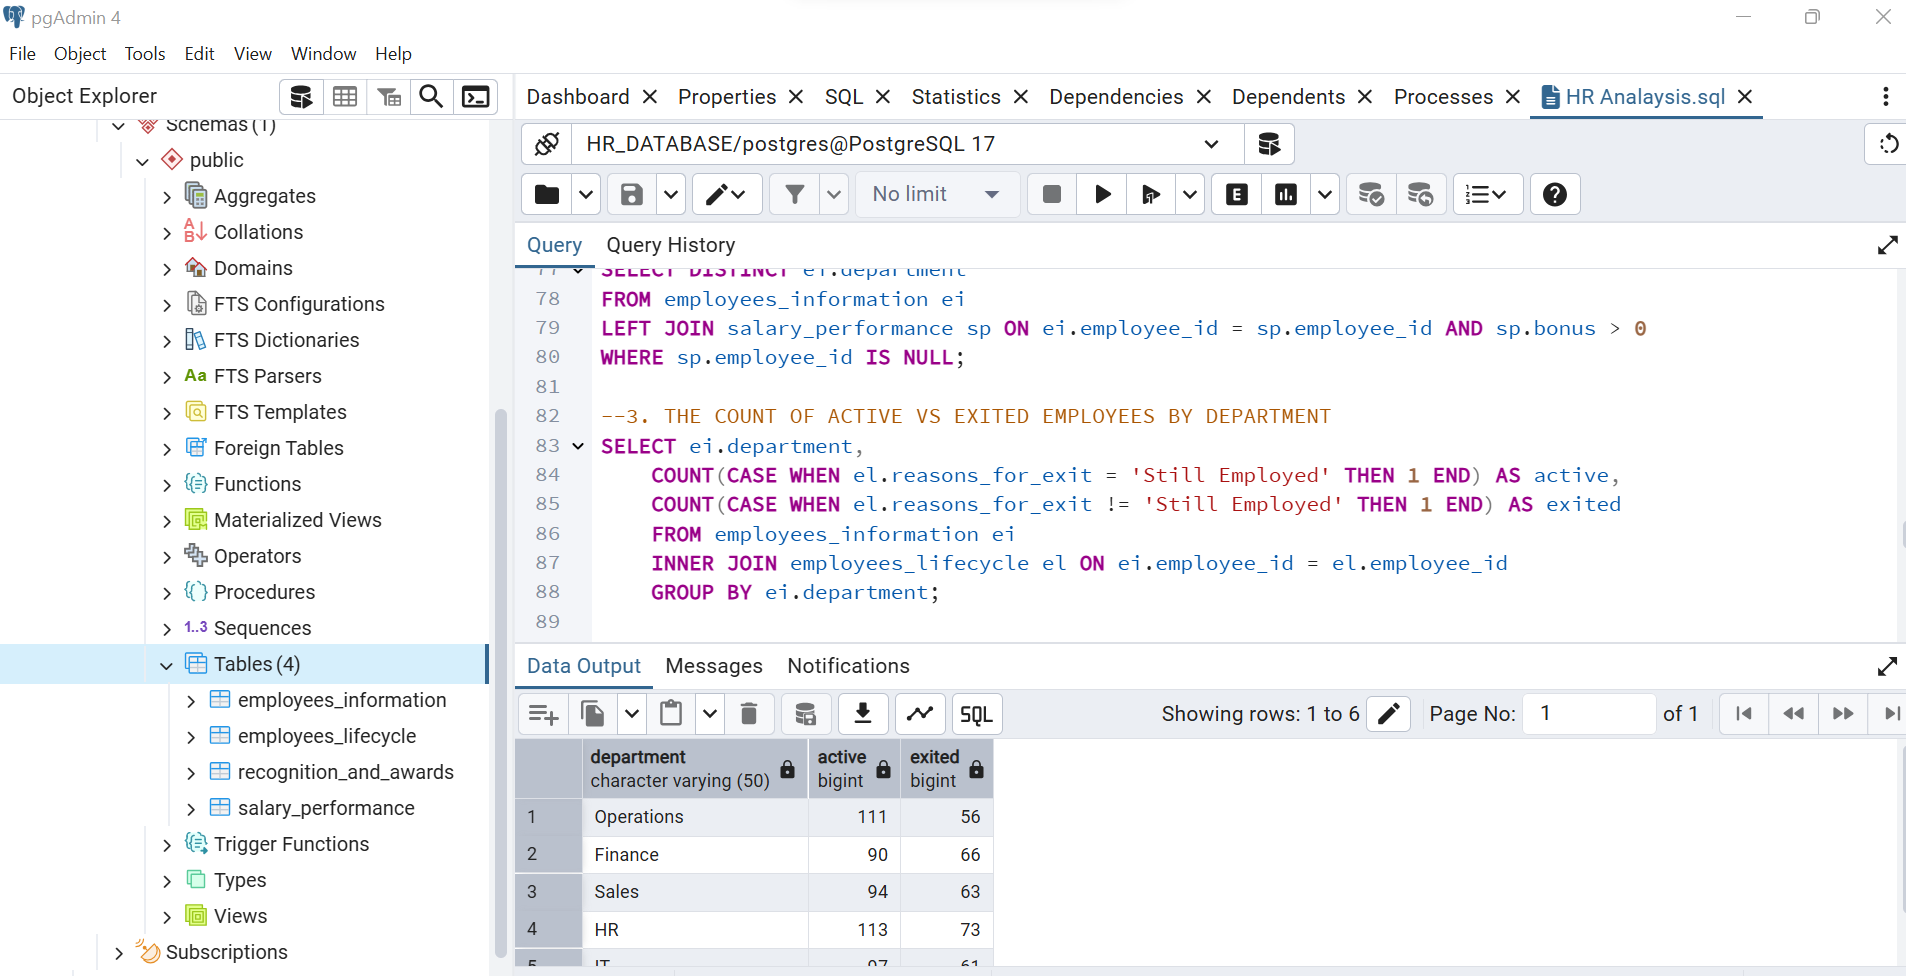 pgAdmin 4
File Object Tools Edit View Window Help
Object Explorer
Dashboard Properties SQL Statistics Dependencies Dependents Processes HR Analaysis.sql
Schemas (1)
public
Aggregates
Collations
Domains
FTS Configurations
FTS Dictionaries
Aa FTS Parsers
FTS Templates
Foreign Tables
Functions
Materialized Views
Operators
Procedures
1..3 Sequences
Tables (4)
employees_information
employees_lifecycle
recognition_and_awards
salary_performance
Trigger Functions
Types
Views
Subscriptions
HR_DATABASE/postgres@PostgreSQL 17
No limit
E
Query Query History
77 SELECT DISTINCT ei.department
78 FROM employees_information ei
79 LEFT JOIN salary_performance sp ON ei.employee_id = sp.employee_id AND sp.bonus > 0
80 WHERE sp.employee_id IS NULL;
81
82 --3. THE COUNT OF ACTIVE VS EXITED EMPLOYEES BY DEPARTMENT
83 SELECT ei.department,
84 COUNT(CASE WHEN el.reasons_for_exit = 'Still Employed' THEN 1 END) AS active,
85 COUNT(CASE WHEN el.reasons_for_exit != 'Still Employed' THEN 1 END) AS exited
86 FROM employees_information ei
87 INNER JOIN employees_lifecycle el ON ei.employee_id = el.employee_id
88 GROUP BY ei.department;
89
Data Output Messages Notifications
SQL Showing rows: 1 to 6 Page No: 1 of 1
department active exited
character varying (50) bigint bigint
1 Operations 111 56
2 Finance 90 66
3 Sales 94 63
4 HR 113 73
5 IT 97 61